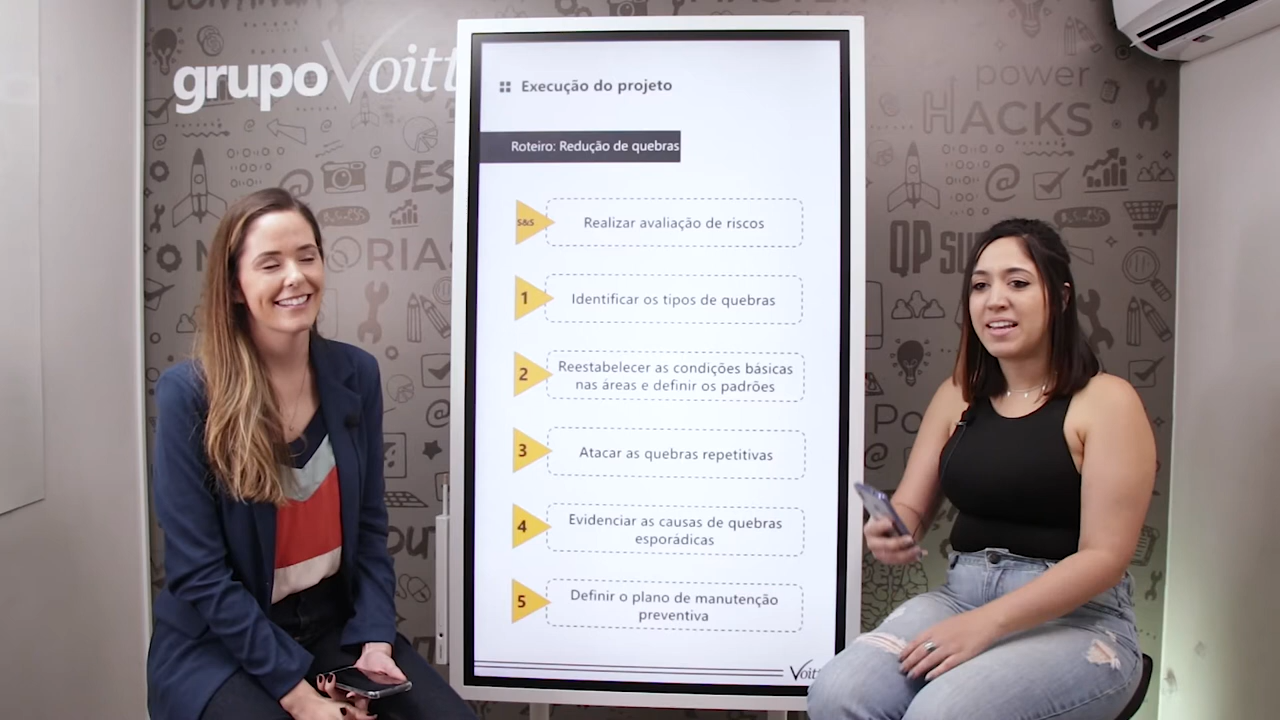 grupoVoitt
power
HACKS
DES
QP SU
ORIAS
Po
Execução do projeto
Roteiro: Redução de quebras
S&S
Realizar avaliação de riscos
1
Identificar os tipos de quebras
2
Reestabelecer as condições básicas
nas áreas e definir os padrões
3
Atacar as quebras repetitivas
4
Evidenciar as causas de quebras
esporádicas
5
Definir o plano de manutenção
preventiva
Voitt